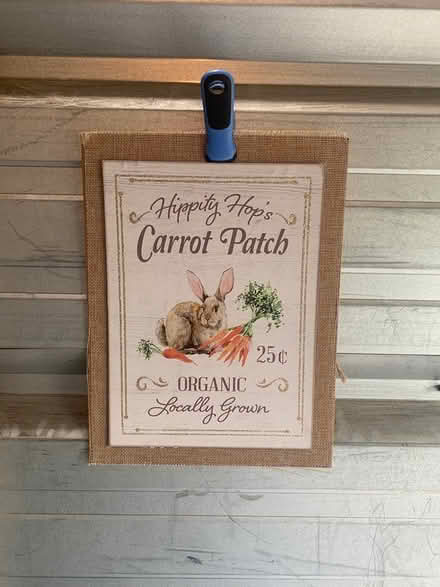 Hippity Hop's
Carrot Patch
25¢
ORGANIC
Locally Grown